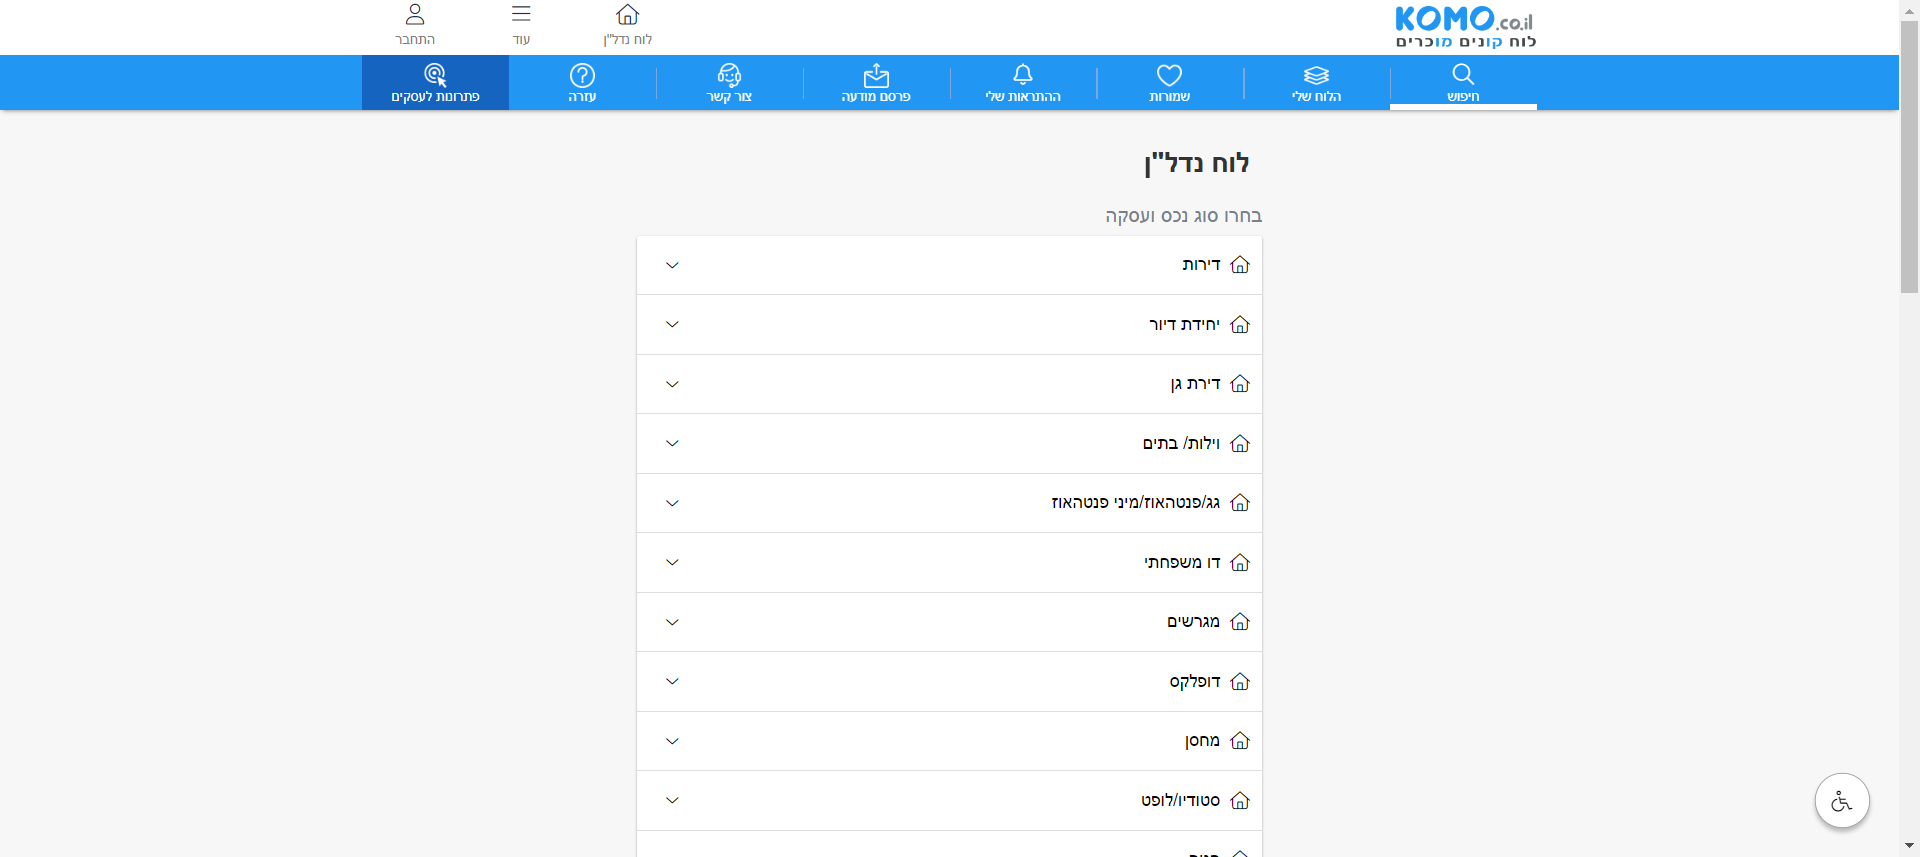 KOMO.co.il
לוח קונים מוכרים
לוח נדל"ן
עוד
התחבר
חיפוש
הלוח שלי
שמורות
ההתראות שלי
פרסם מודעה
צור קשר
עזרה
פתרונות לעסקים
לוח נדל"ן
בחרו סוג נכס ועסקה
דירות
יחידת דיור
דירת גן
וילות/ בתים
גג/פנטהאוז/מיני פנטהאוז
דו משפחתי
מגרשים
דופלקס
מחסן
סטודיו/לופט